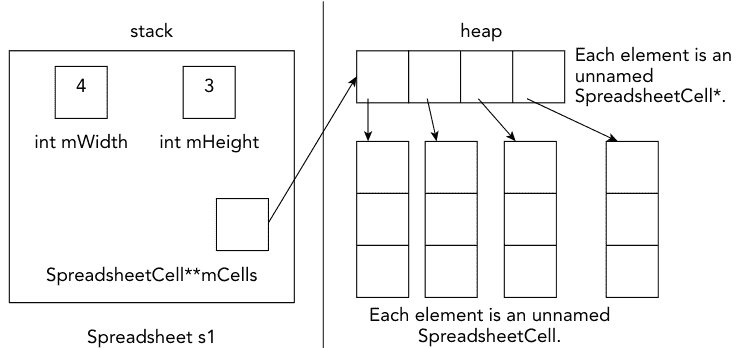 stack
heap
4
3
int mWidth
int mHeight
SpreadsheetCell**mCells
Spreadsheet s1
Each element is an
unnamed
SpreadsheetCell*.
Each element is an unnamed
SpreadsheetCell.